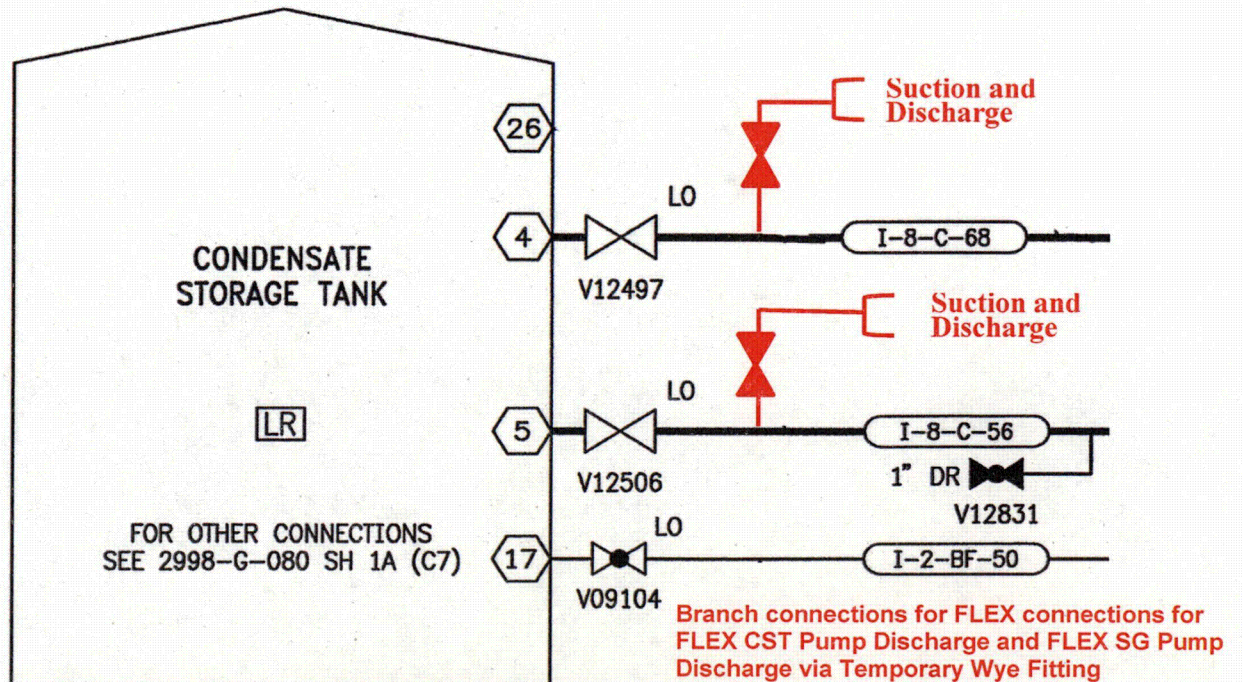 Suction and
Discharge
26
LO
4
I-8-C-68
CONDENSATE
STORAGE TANK
V12497
Suction and
Discharge
LO
LR
5
I-8-C-56
1" DR
V12506
V12831
FOR OTHER CONNECTIONS
SEE 2998-G-080 SH 1A (C7)
LO
17
I-2-BF-50
V09104
Branch connections for FLEX connections for
FLEX CST Pump Discharge and FLEX SG Pump
Discharge via Temporary Wye Fitting